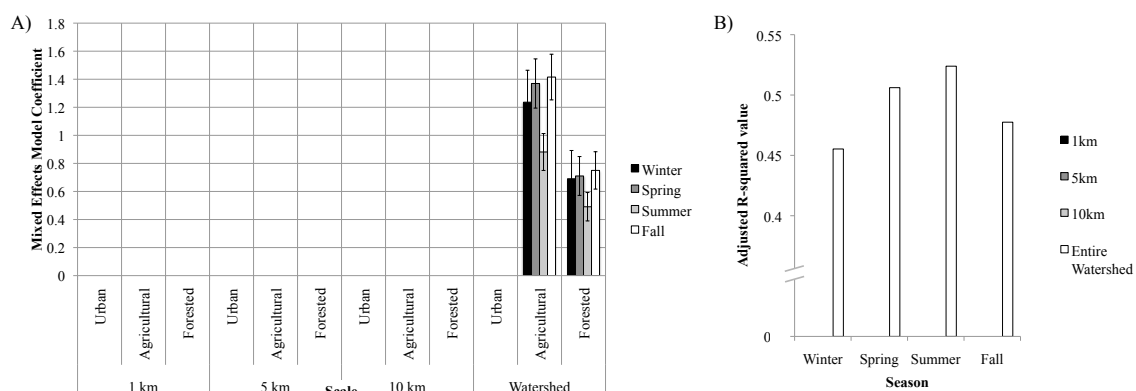 A)
Mixed Effects Model Coefficient
1.8
1.6
1.4
1.2
1
0.8
0.6
0.4
0.2
0
Urban
Agricultural
Forested
Urban
Agricultural
Forested
Urban
Agricultural
Forested
Urban
Agricultural
Forested
1 km
5 km
10 km
Watershed
Scale
Winter
Spring
Summer
Fall
B)
Adjusted R-squared value
0.55
0.5
0.45
0.4
0
Winter
Spring
Summer
Fall
Season
1km
5km
10km
Entire
Watershed